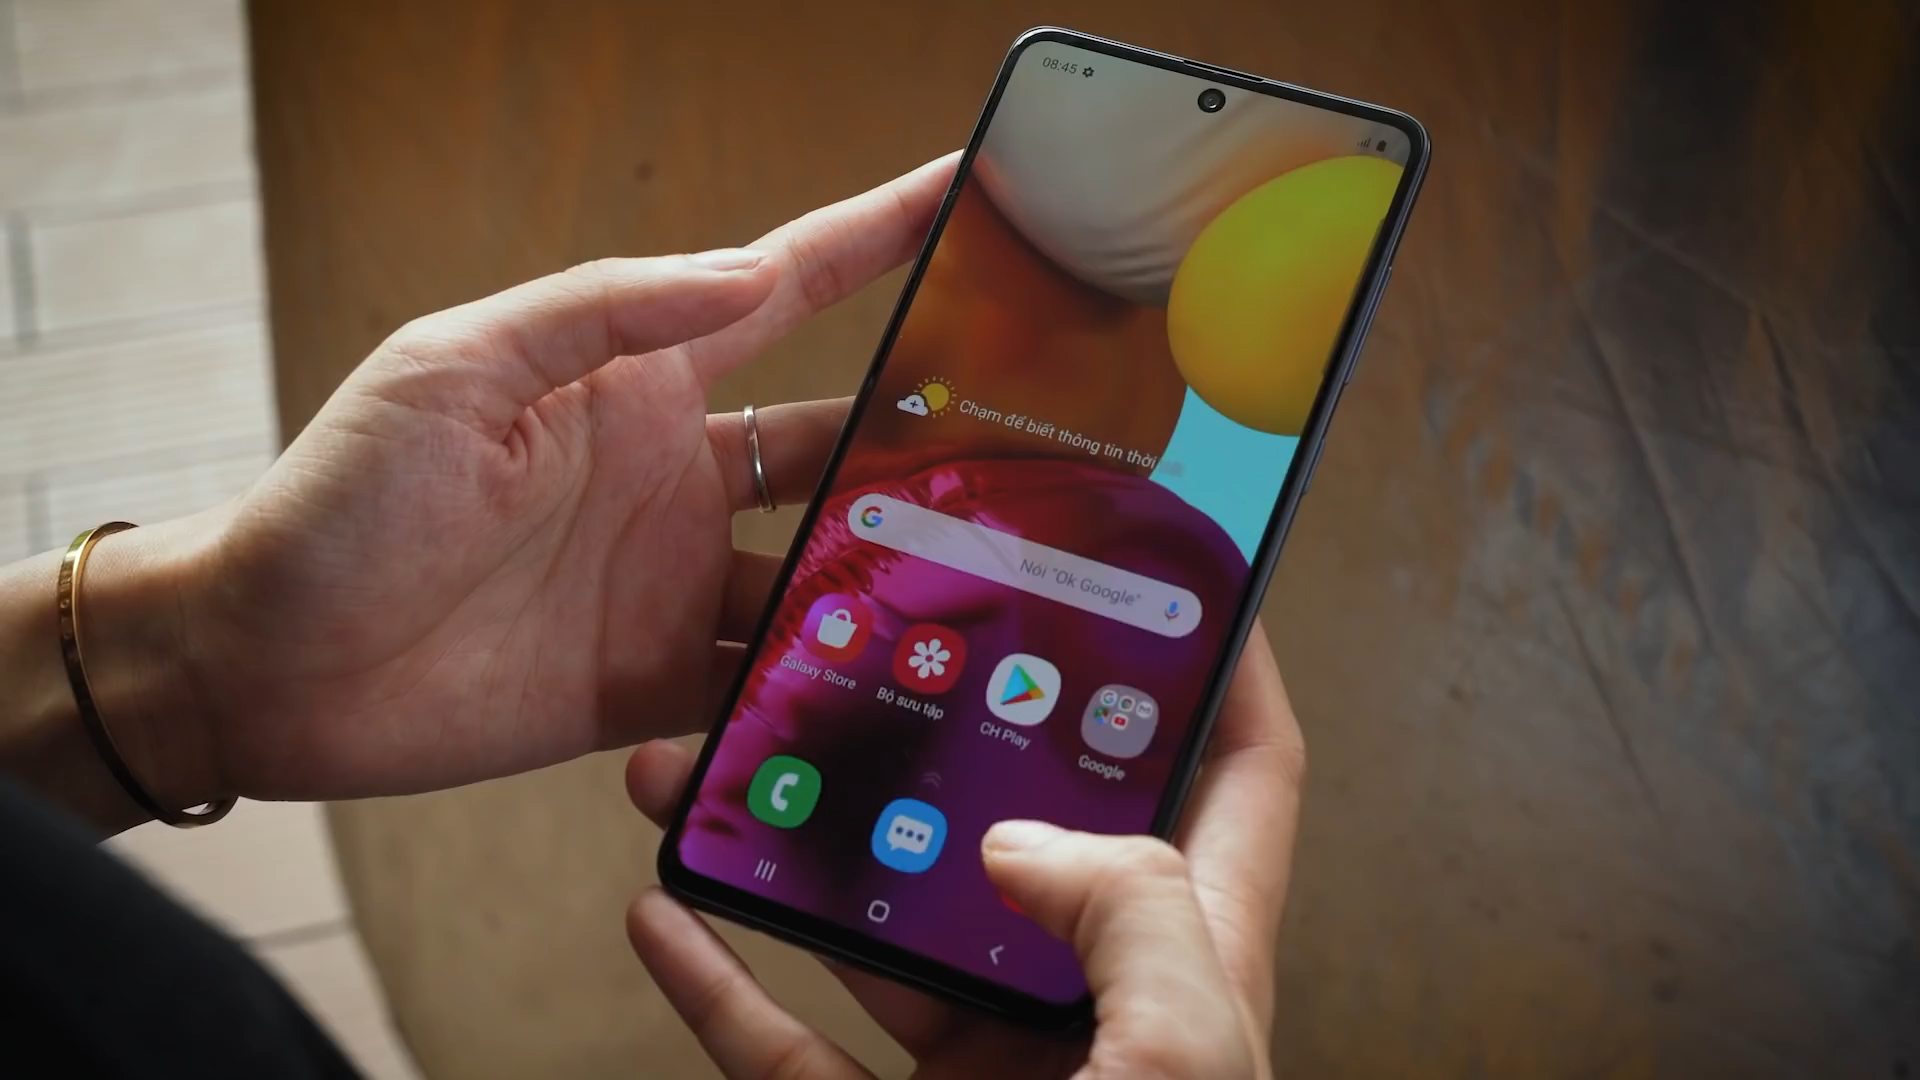 08:45
Chạm để biết thông tin thời
Nói "Ok Google"
Galaxy Store
Bộ sưu tập
CH Play
Google